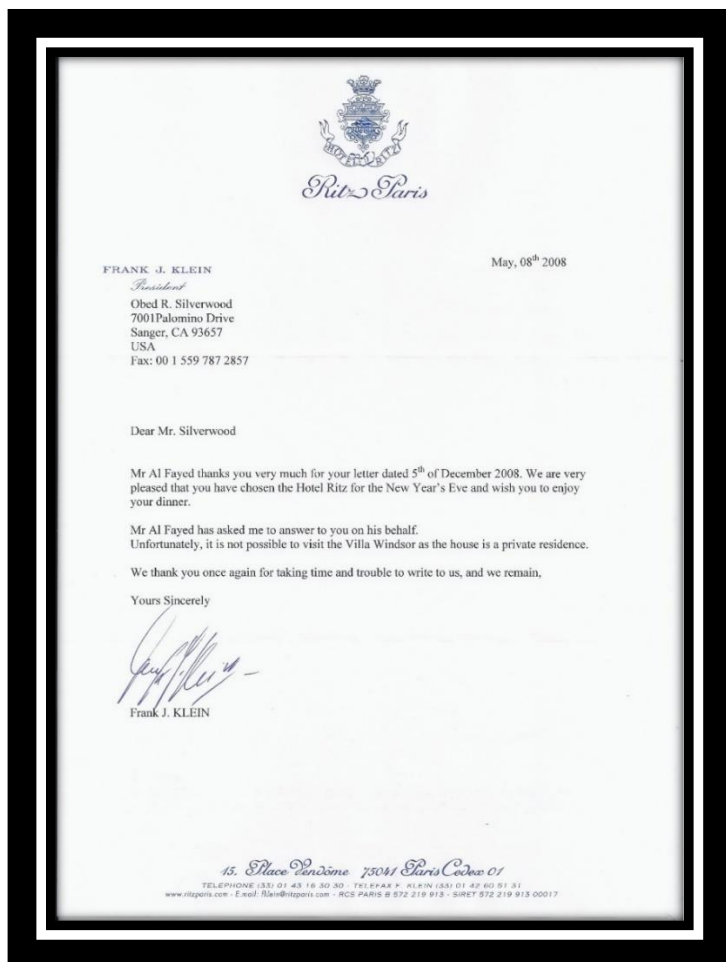 HOTEL RITZ
Ritz Paris
May, 08th 2008
FRANK J. KLEIN
President
Obed R. Silverwood
7001Palomino Drive
Sanger, CA 93657
USA
Fax: 00 1 559 787 2857
Dear Mr. Silverwood
Mr Al Fayed thanks you very much for your letter dated 5th of December 2008. We are very
pleased that you have chosen the Hotel Ritz for the New Year's Eve and wish you to enjoy
your dinner.
Mr Al Fayed has asked me to answer to you on his behalf.
Unfortunately, it is not possible to visit the Villa Windsor as the house is a private residence.
We thank you once again for taking time and trouble to write to us, and we remain,
Yours Sincerely
Frank J. KLEIN
15, Place Vendôme 75041 Paris Cedex 01
TELEPHONE (33) 01 43 16 30 30 - TELEFAX F. KLEIN (33) 01 42 60 51 31
www.ritzparis.com - E.mail: fklein@ritzparis.com - RCS PARIS B 572 219 913 - SIRET 572 219 913 00017